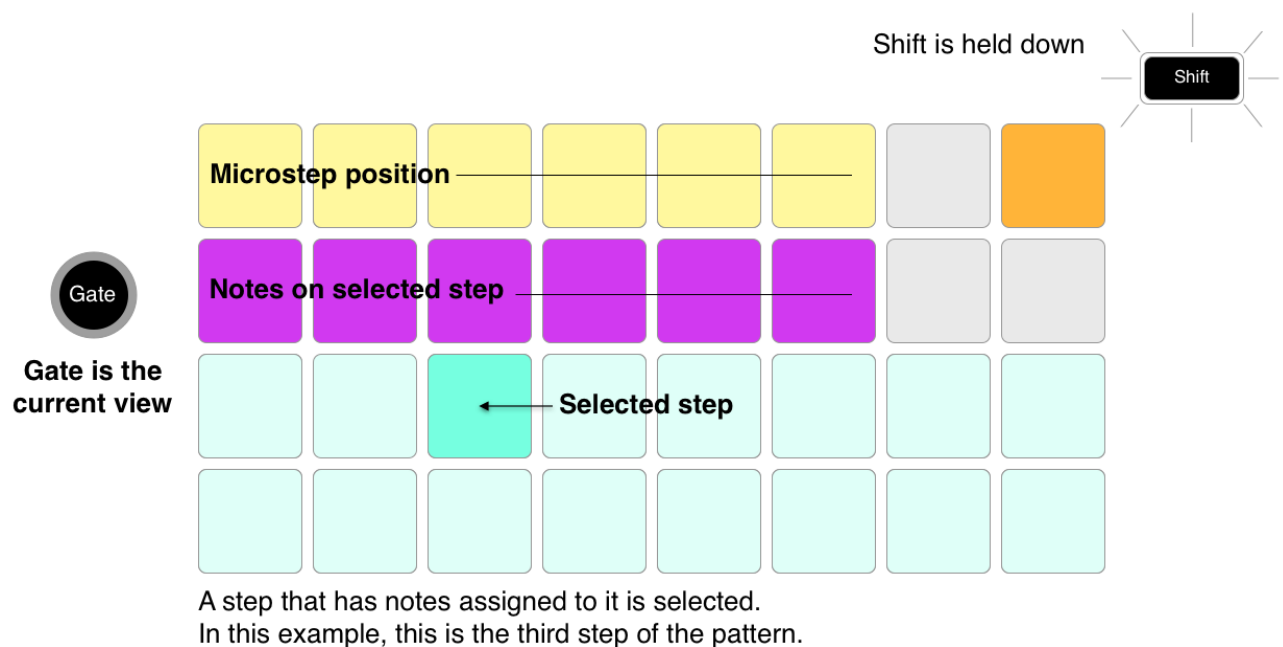 Shift is held down
Shift
Microstep position
Gate
Notes on selected step
Gate is the
current view
Selected step
A step that has notes assigned to it is selected.
In this example, this is the third step of the pattern.